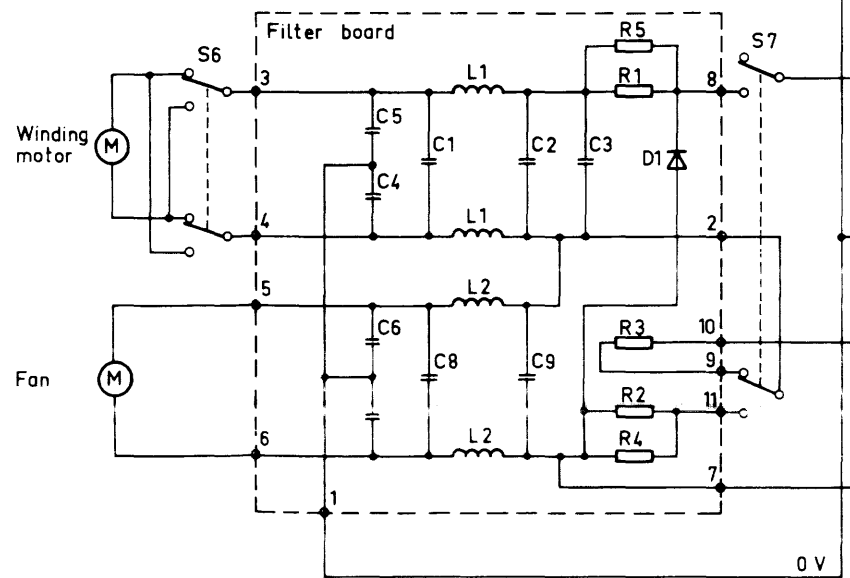 Filter board
S6
3
L1
R5
R1
8
S7
Winding
motor
M
C5
C4
C1
C2
C3
D1
4
L1
2
5
L2
Fan
M
C6
C8
C9
R3
10
9
R2
11
R4
6
L2
7
1
0 V